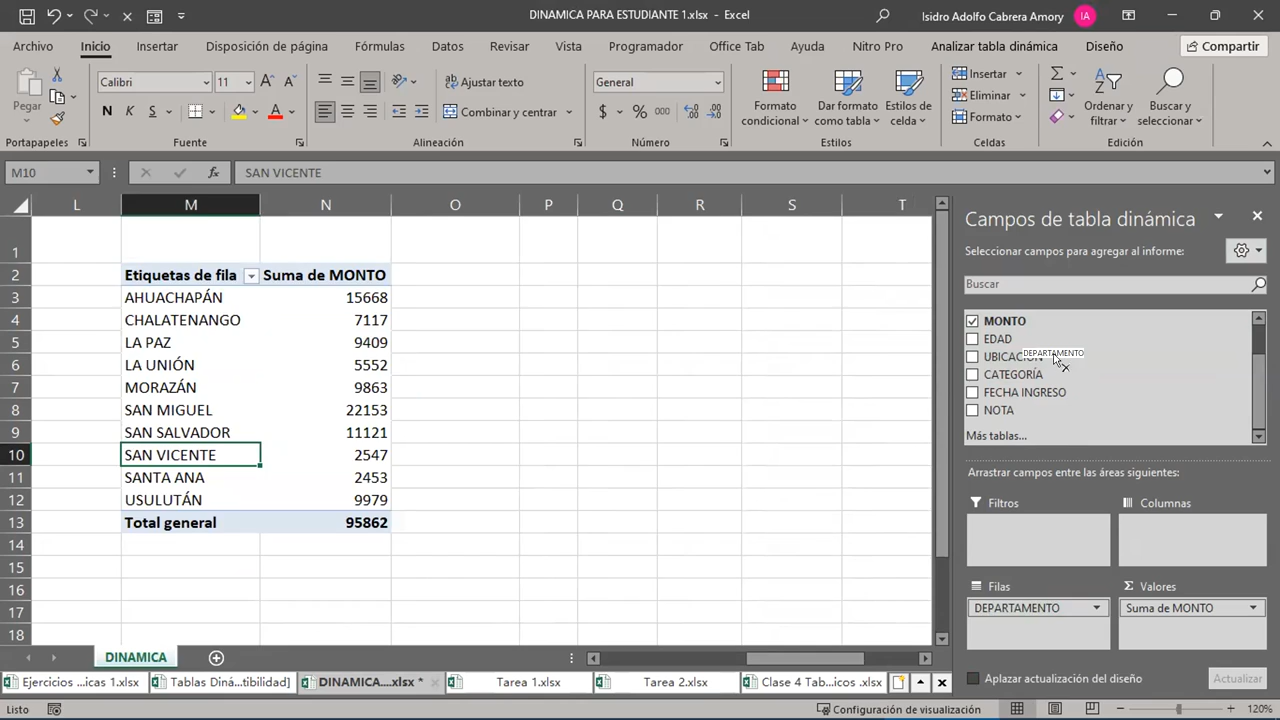 DINAMICA PARA ESTUDIANTE 1.xlsx - Excel
Isidro Adolfo Cabrera Amory
IA
Archivo Inicio Insertar Disposición de página Fórmulas Datos Revisar Vista Programador Office Tab Ayuda Nitro Pro Analizar tabla dinámica Diseño Compartir
Pegar
Calibri 11
N K S
Ajustar texto
Combinar y centrar
General
$ % 000
Formato condicional
Dar formato como tabla
Estilos de celda
Insertar
Eliminar
Formato
Ordenar y filtrar
Buscar y seleccionar
Portapapeles Fuente Alineación Número Estilos Celdas Edición
M10 fx SAN VICENTE
L M N O P Q R S T
1
2 Etiquetas de fila Suma de MONTO
3 AHUACHAPÁN 15668
4 CHALATENANGO 7117
5 LA PAZ 9409
6 LA UNIÓN 5552
7 MORAZÁN 9863
8 SAN MIGUEL 22153
9 SAN SALVADOR 11121
10 SAN VICENTE 2547
11 SANTA ANA 2453
12 USULUTÁN 9979
13 Total general 95862
14
15
16
17
18
Campos de tabla dinámica
Seleccionar campos para agregar al informe:
Buscar
MONTO
EDAD
UBICACIÓN
DEPARTAMENTO
CATEGORÍA
FECHA INGRESO
NOTA
Más tablas...
Arrastrar campos entre las áreas siguientes:
Filtros Columnas
Filas Σ Valores
DEPARTAMENTO Suma de MONTO
Aplazar actualización del diseño Actualizar
DINAMICA
Ejercicios ...icas 1.xlsx Tablas Diná...tibilidad] DINAMICA....xlsx * Tarea 1.xlsx Tarea 2.xlsx Clase 4 Tab...icos .xlsx
Listo Configuración de visualización 120%